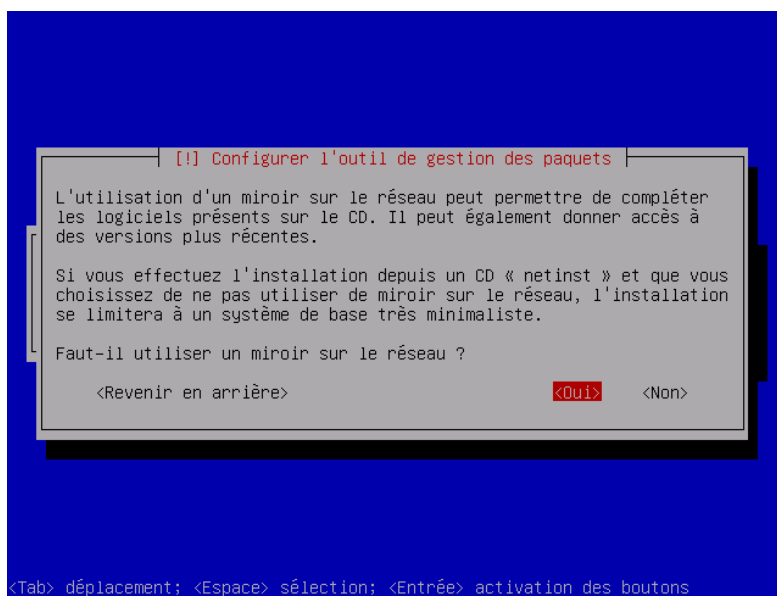 [!] Configurer l'outil de gestion des paquets
L'utilisation d'un miroir sur le réseau peut permettre de compléter
les logiciels présents sur le CD. Il peut également donner accès à
des versions plus récentes.
Si vous effectuez l'installation depuis un CD « netinst » et que vous
choisissez de ne pas utiliser de miroir sur le réseau, l'installation
se limitera à un système de base très minimaliste.
Faut-il utiliser un miroir sur le réseau ?
<Revenir en arrière> <Oui> <Non>
<Tab> déplacement; <Espace> sélection; <Entrée> activation des boutons